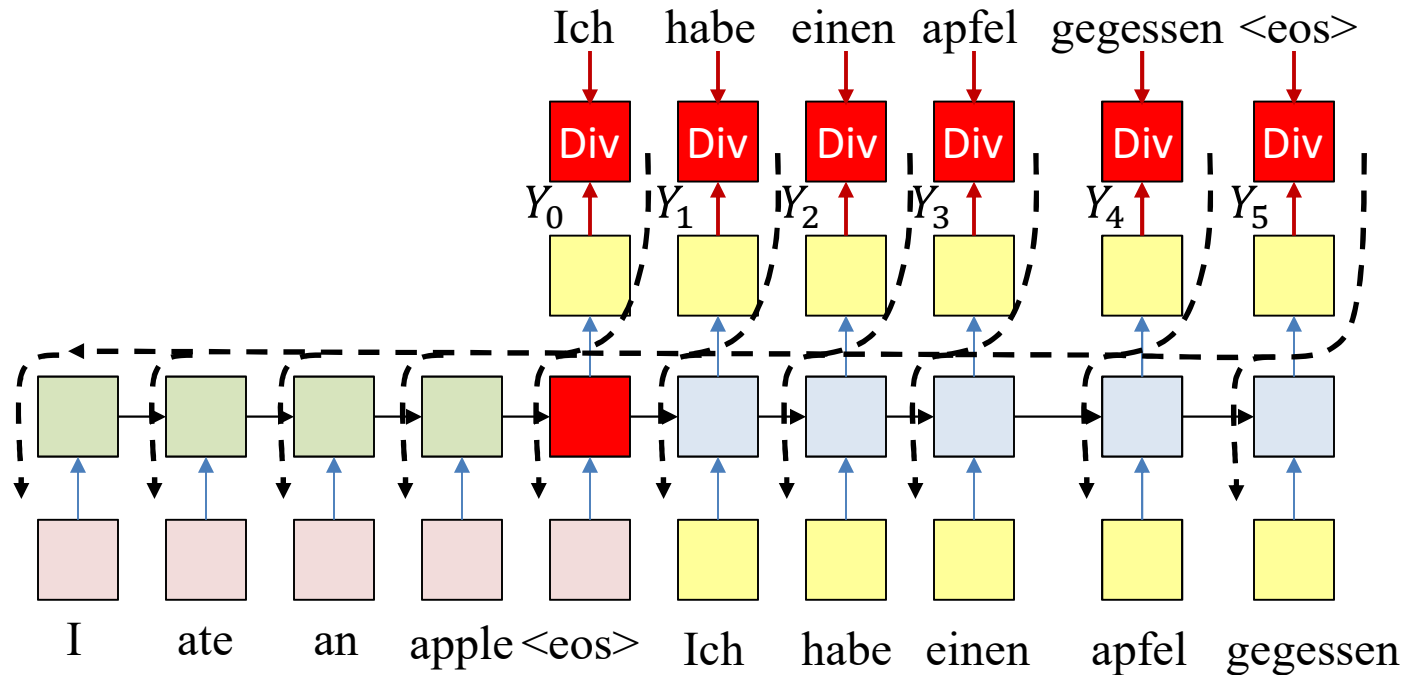 Ich habe einen apfel gegessen <eos>
Div Div Div Div Div Div
Y₀ Y₁ Y₂ Y₃ Y₄ Y₅
I ate an apple <eos> Ich habe einen apfel gegessen